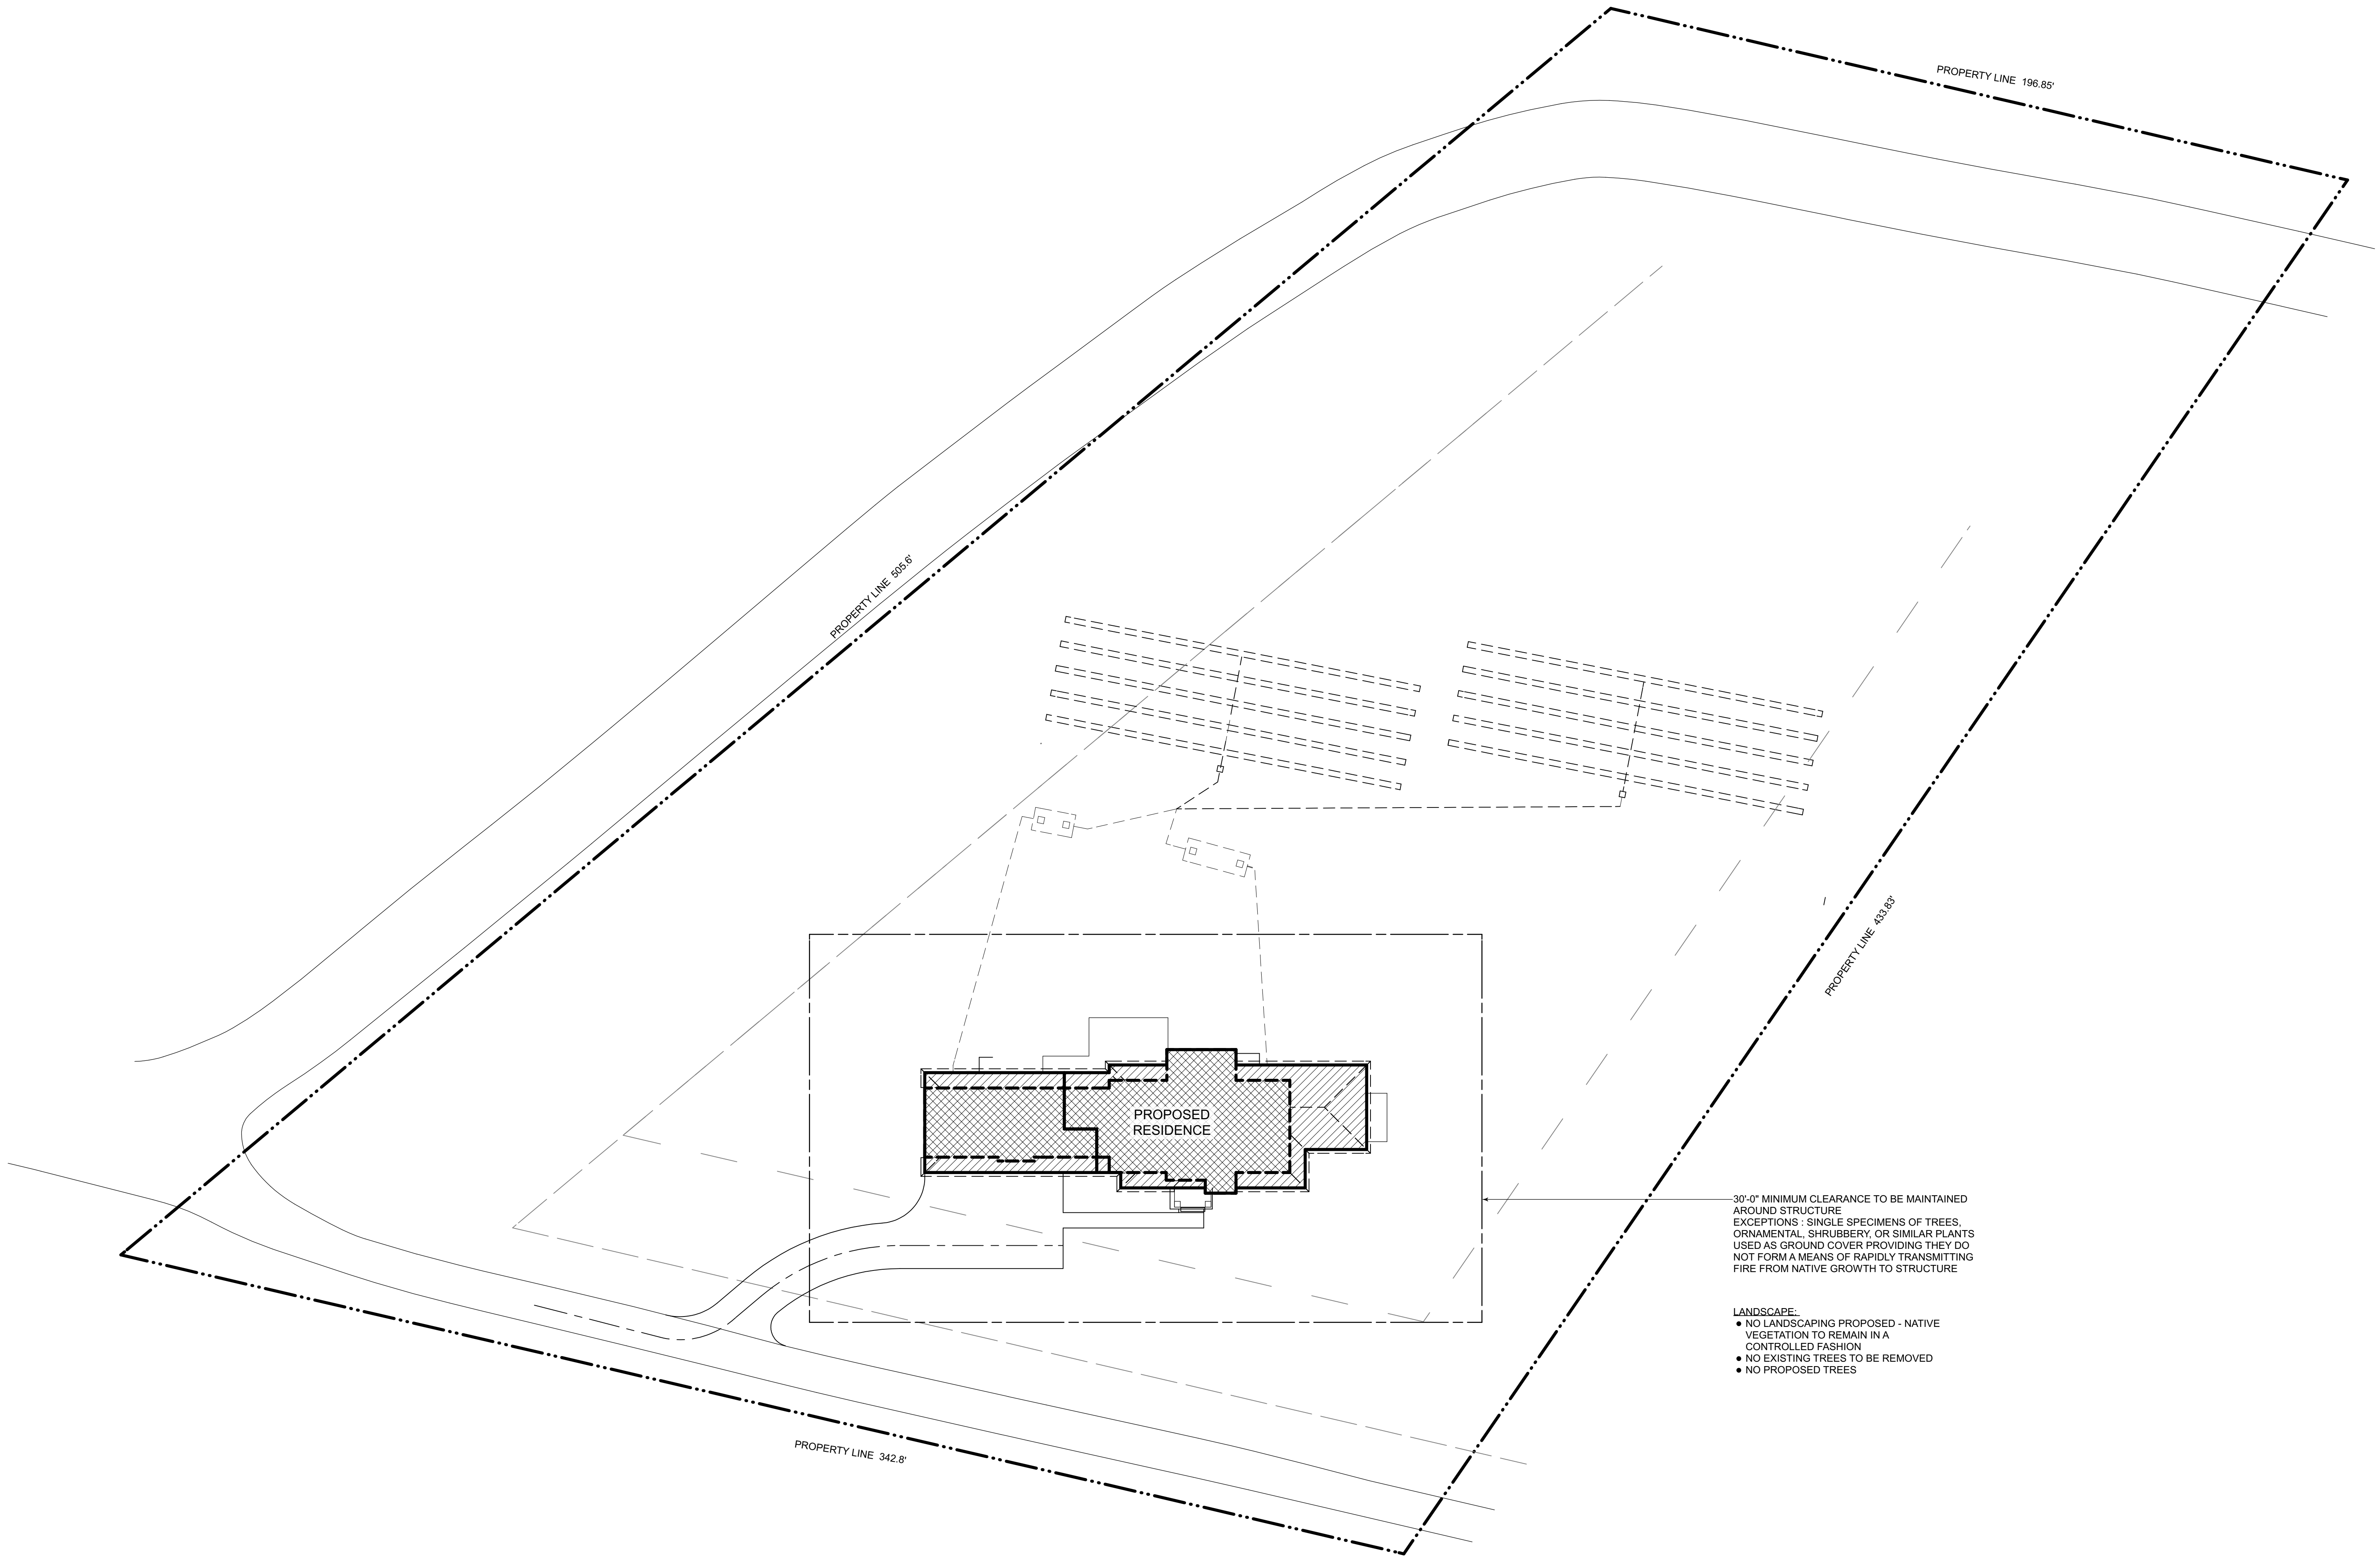 PROPERTY LINE 196.85'
PROPERTY LINE 505.6'
PROPERTY LINE 433.83'
PROPOSED
RESIDENCE
30'-0" MINIMUM CLEARANCE TO BE MAINTAINED
AROUND STRUCTURE
EXCEPTIONS : SINGLE SPECIMENS OF TREES,
ORNAMENTAL, SHRUBBERY, OR SIMILAR PLANTS
USED AS GROUND COVER PROVIDING THEY DO
NOT FORM A MEANS OF RAPIDLY TRANSMITTING
FIRE FROM NATIVE GROWTH TO STRUCTURE
LANDSCAPE:
● NO LANDSCAPING PROPOSED - NATIVE
VEGETATION TO REMAIN IN A
CONTROLLED FASHION
● NO EXISTING TREES TO BE REMOVED
● NO PROPOSED TREES
PROPERTY LINE 342.8'